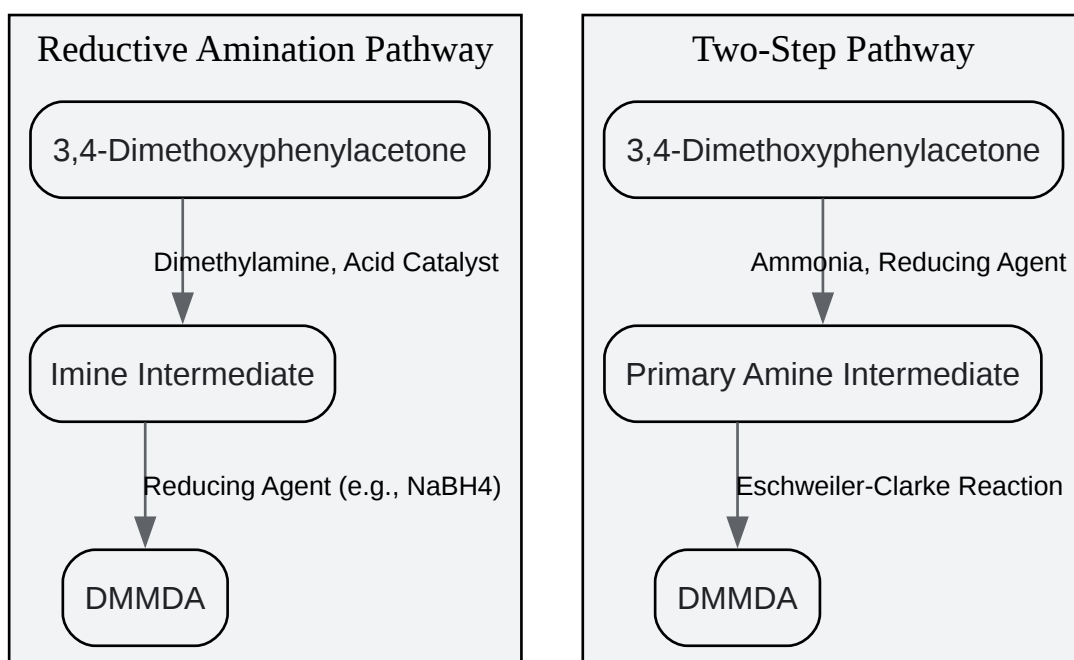 Reductive Amination Pathway
3,4-Dimethoxyphenylacetone
Dimethylamine, Acid Catalyst
Imine Intermediate
Reducing Agent (e.g., NaBH4)
DMMDA
Two-Step Pathway
3,4-Dimethoxyphenylacetone
Ammonia, Reducing Agent
Primary Amine Intermediate
Eschweiler-Clarke Reaction
DMMDA